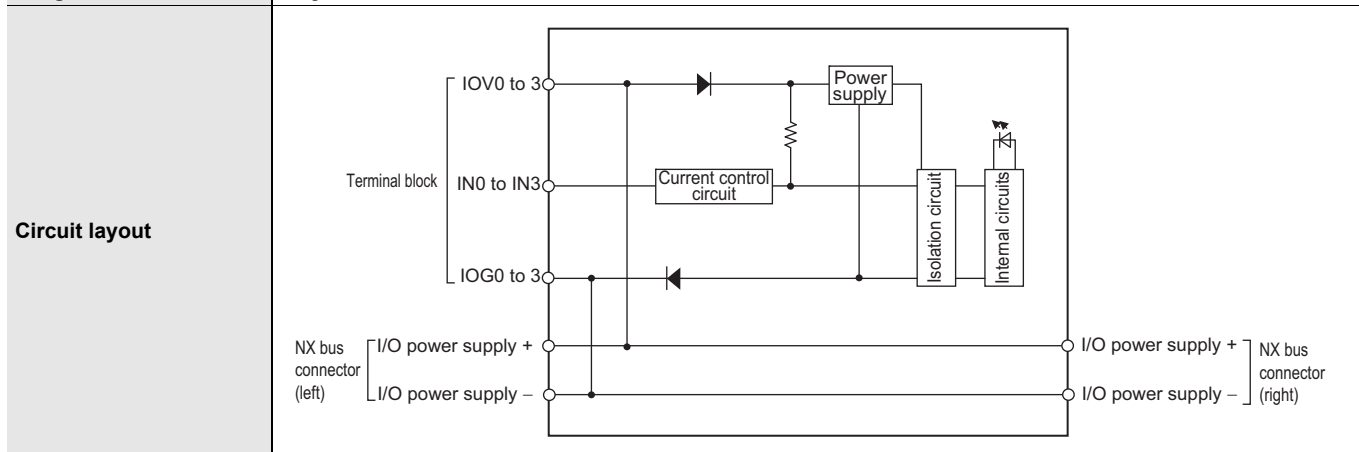 Circuit layout
Terminal block
IOV0 to 3
IN0 to IN3
IOG0 to 3
Power
supply
Current control
circuit
Isolation circuit
Internal circuits
NX bus
connector
(left)
I/O power supply +
I/O power supply −
I/O power supply +
I/O power supply −
NX bus
connector
(right)